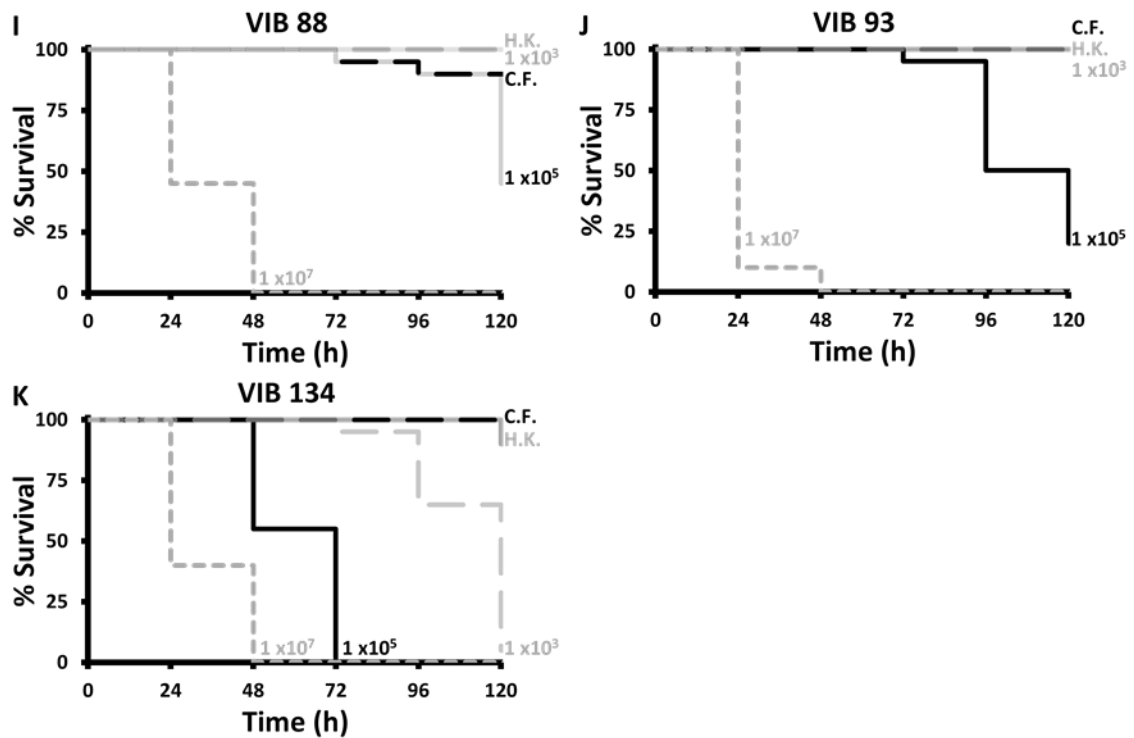 I
VIB 88
% Survival
100
75
50
25
0
0 24 48 72 96 120
Time (h)
H.K.
1 x10³
C.F.
1 x10⁵
1 x10⁷
J
VIB 93
% Survival
100
75
50
25
0
0 24 48 72 96 120
Time (h)
C.F.
H.K.
1 x10³
1 x10⁷
1 x10⁵
K
VIB 134
% Survival
100
75
50
25
0
0 24 48 72 96 120
Time (h)
C.F.
H.K.
1 x10⁷
1 x10⁵
1 x10³